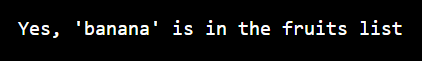 Yes, 'banana' is in the fruits list